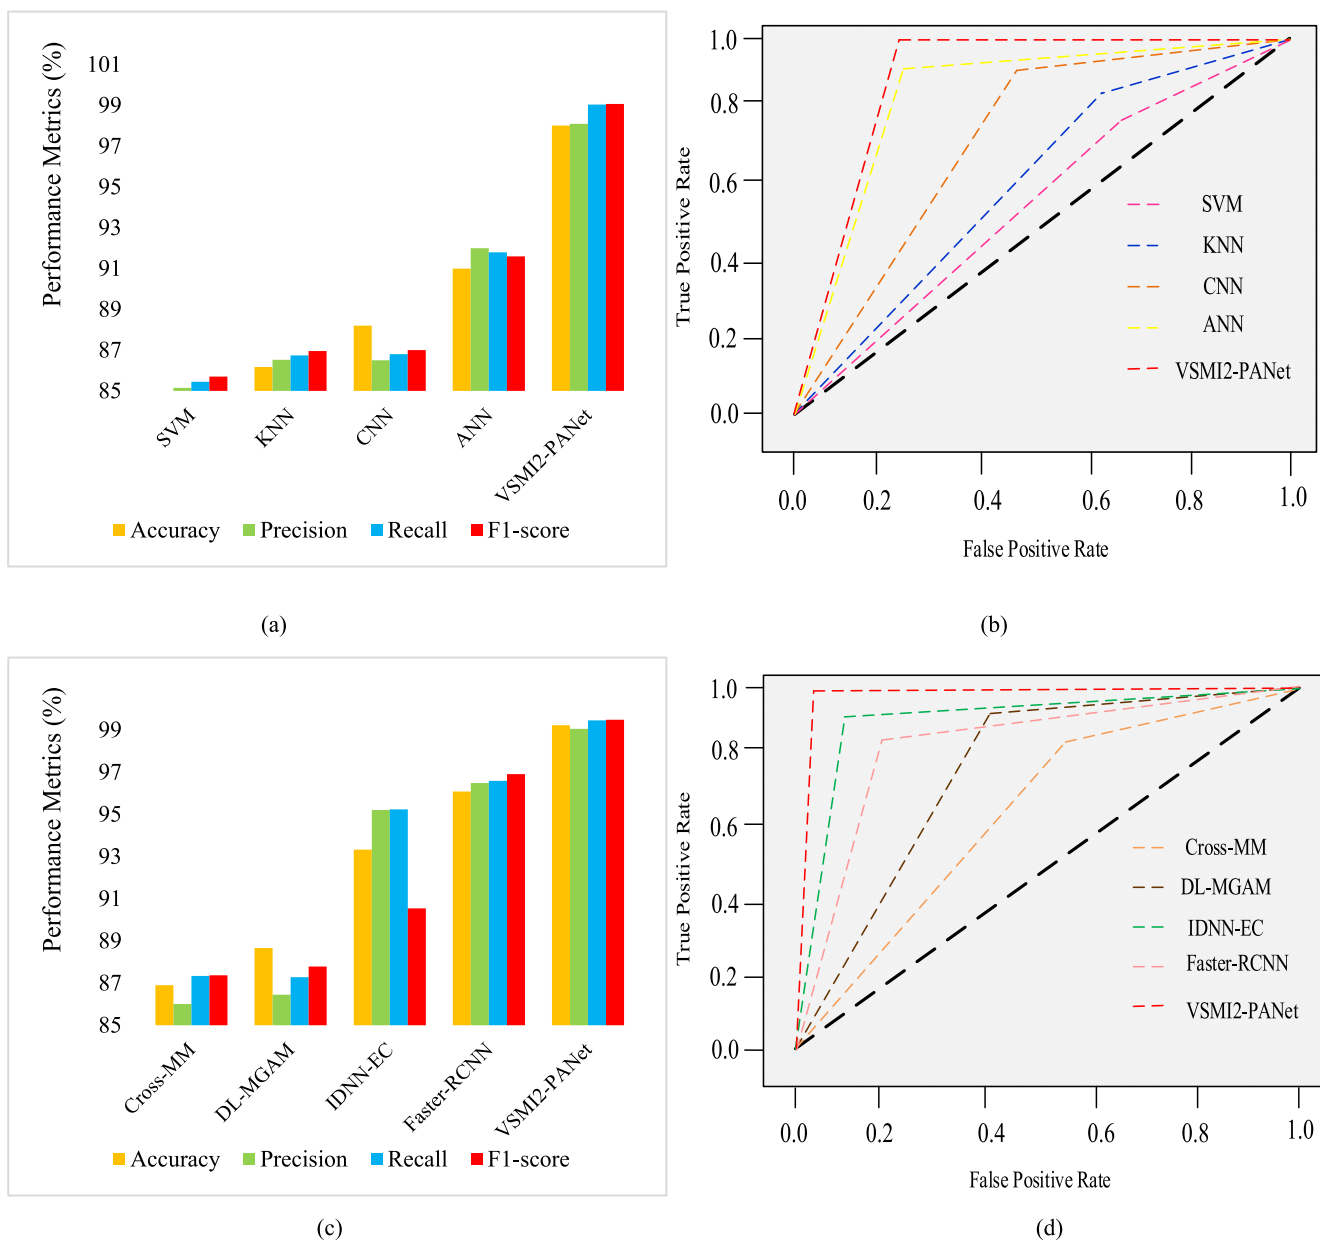 Performance Metrics (%)
101
99
97
95
93
91
89
87
85
SVM
KNN
CNN
ANN
VSMI2-PANet
Accuracy
Precision
Recall
F1-score
(a)
True Positive Rate
1.0
0.8
0.6
0.4
0.2
0.0
SVM
KNN
CNN
ANN
VSMI2-PANet
0.0
0.2
0.4
0.6
0.8
1.0
False Positive Rate
(b)
Performance Metrics (%)
99
97
95
93
91
89
87
85
Cross-MM
DL-MGAM
IDNN-EC
Faster-RCNN
VSMI2-PANet
Accuracy
Precision
Recall
F1-score
(c)
True Positive Rate
1.0
0.8
0.6
0.4
0.2
0.0
Cross-MM
DL-MGAM
IDNN-EC
Faster-RCNN
VSMI2-PANet
0.0
0.2
0.4
0.6
0.8
1.0
False Positive Rate
(d)